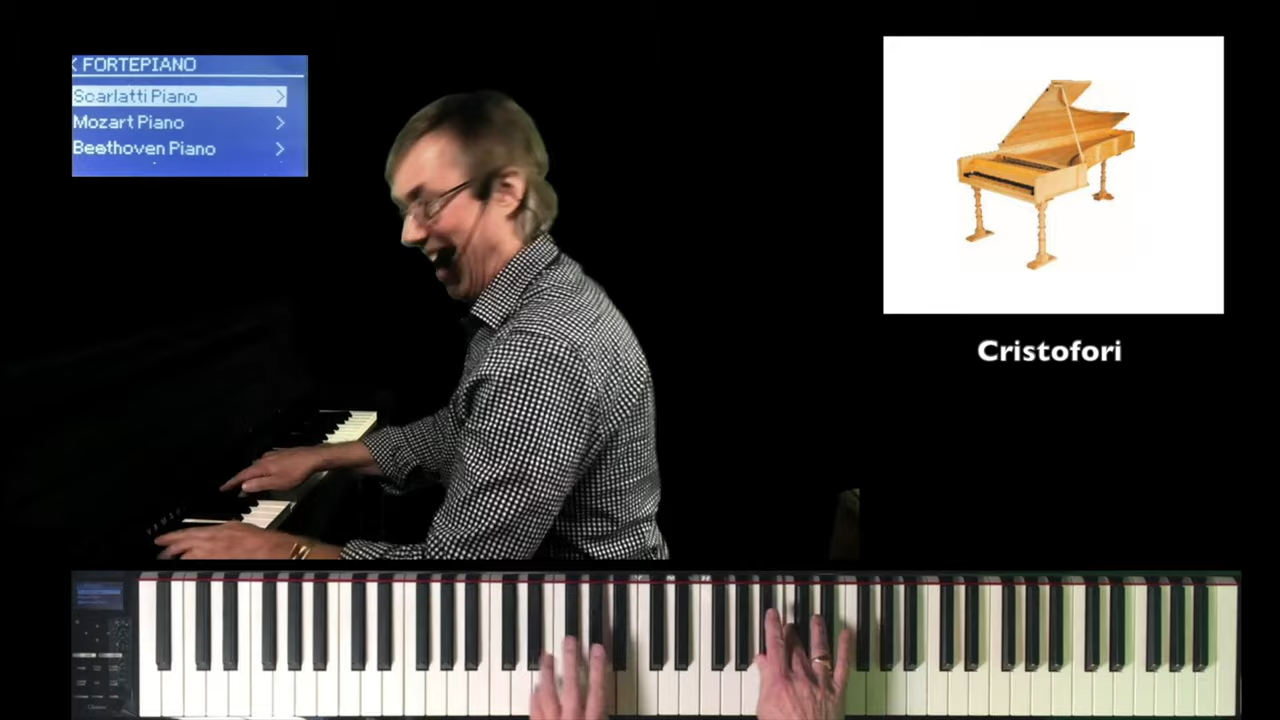 < FORTEPIANO
Scarlatti Piano >
Mozart Piano >
Beethoven Piano >
Cristofori